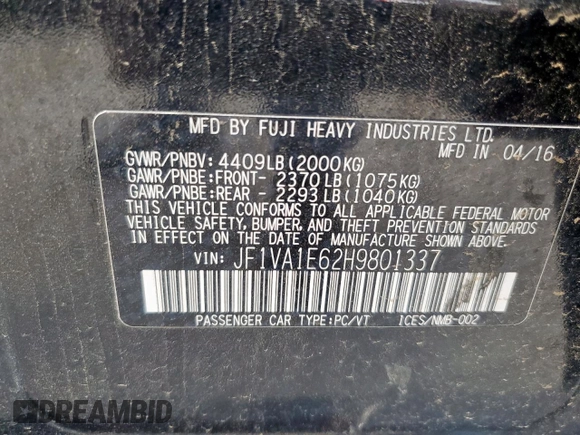 MFD BY FUJI HEAVY INDUSTRIES LTD.
MFD IN 04/16
GVWR/PNBV: 4409LB(2000KG)
GAWR/PNBE:FRONT- 2370LB(1075KG)
GAWR/PNBE:REAR - 2293LB(1040KG)
THIS VEHICLE CONFORMS TO ALL APPLICABLE FEDERAL MOTOR
VEHICLE SAFETY, BUMPER, AND THEFT PREVENTION STANDARDS
IN EFFECT ON THE DATE OF MANUFACTURE SHOWN ABOVE.
VIN: JF1VA1E62H9801337
PASSENGER CAR TYPE:PC/VT ICES/NMB-002
DREAMBID